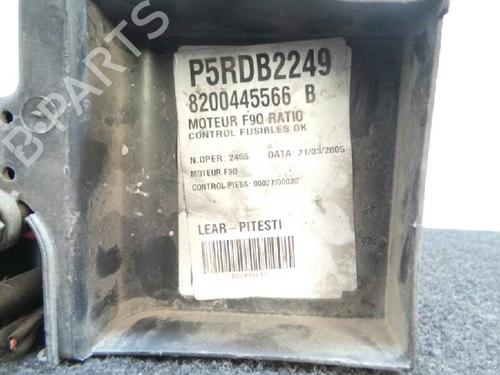 P5RDB2249
8200445566 B
MOTEUR F90 RATIO
CONTROL FUSIBLES OK
N.OPER: 2465 DATA: 21/03/2005
MOTEUR F90
CONTROL.PIESA: 00027/00030
LEAR-PITESTI
B-PARTS